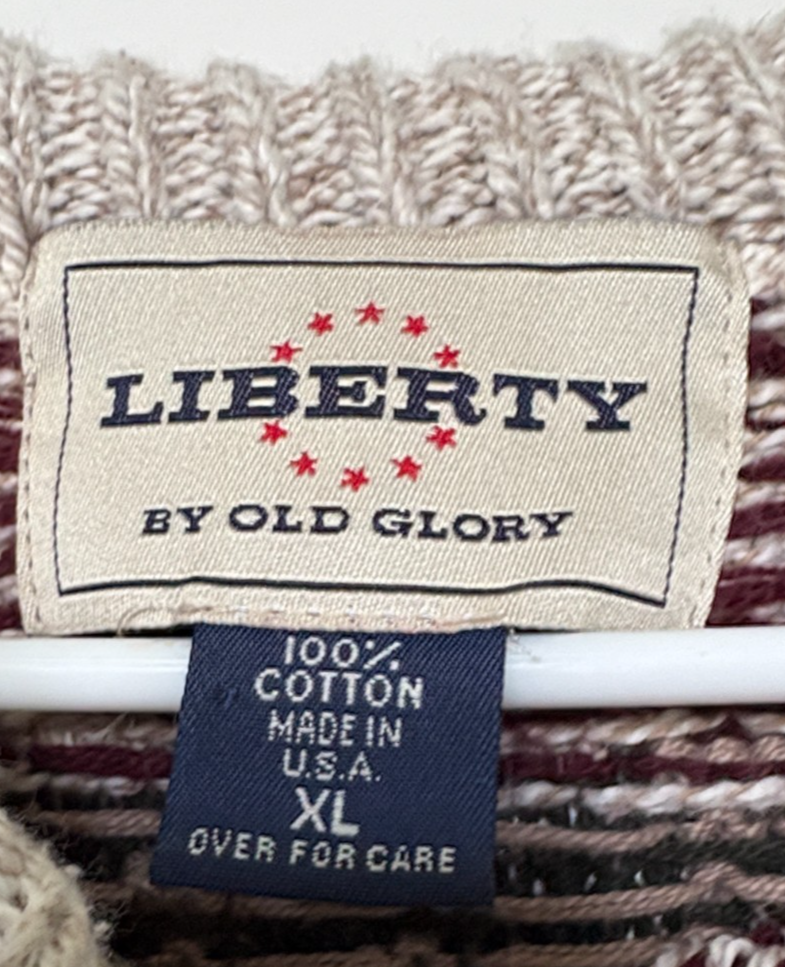 LIBERTY
BY OLD GLORY
100%
COTTON
MADE IN
U.S.A.
XL
OVER FOR CARE